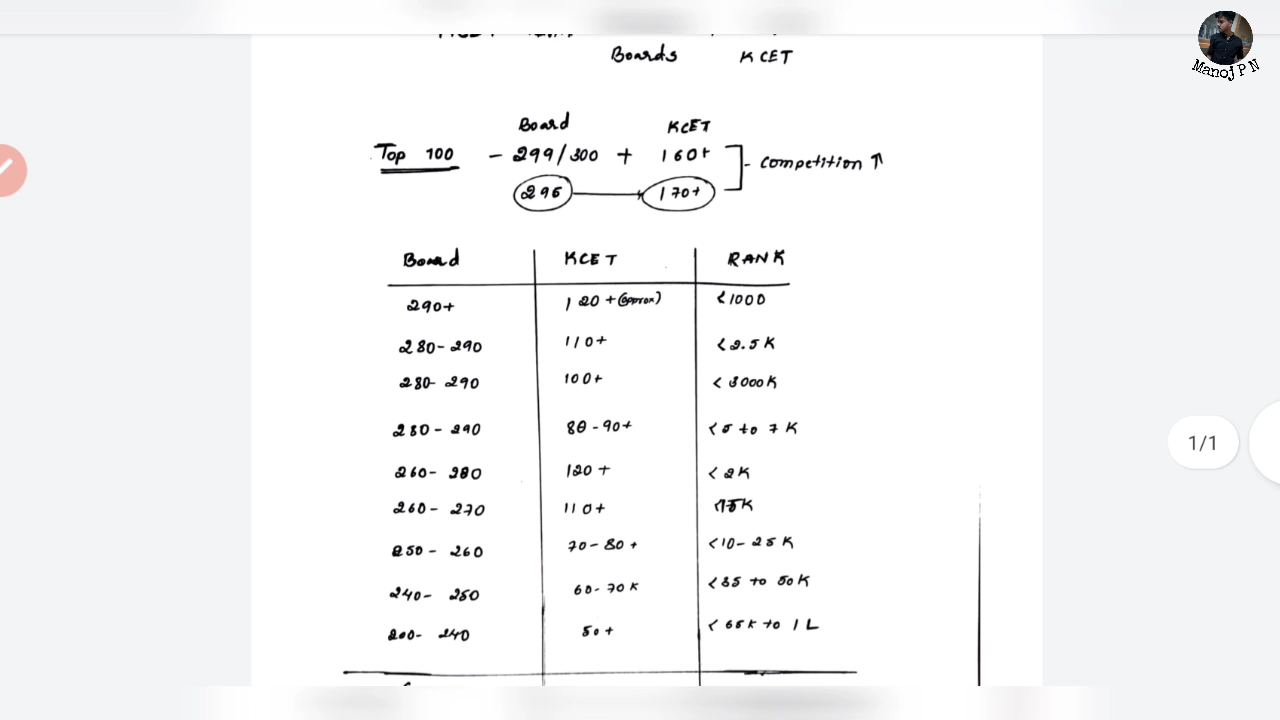 Boards KCET
Board KCET
Top 100 - 299/300 + 160+ - Competition ↑
296 170+
Board KCET RANK
290+ 120+(approx) <1000
280-290 110+ <2.5K
280-290 100+ <3000K
280-290 80-90+ <5 to 7K
260-280 120+ <2K
260-270 110+
250-260 70-80+ <10-25K
240-250 60-70K <35 to 50K
200-240 50+ <65K to 1L
Manoj P N
1/1